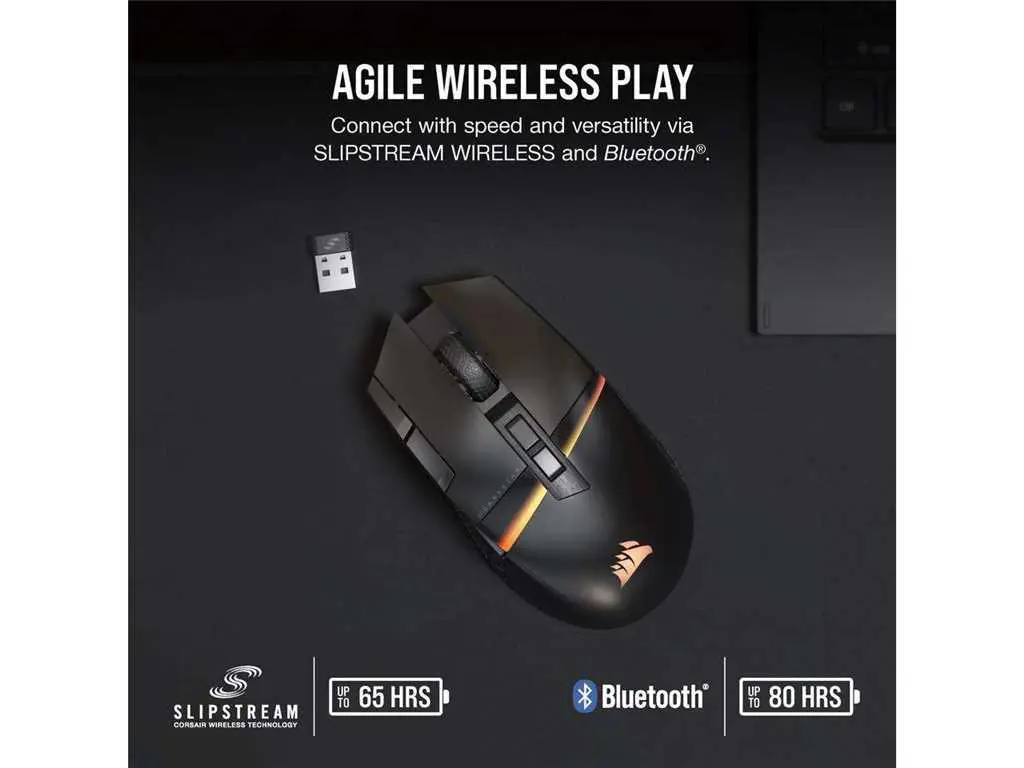 AGILE WIRELESS PLAY
Connect with speed and versatility via
SLIPSTREAM WIRELESS and Bluetooth®.
SLIPSTREAM
CORSAIR WIRELESS TECHNOLOGY
UP TO 65 HRS
Bluetooth®
UP TO 80 HRS